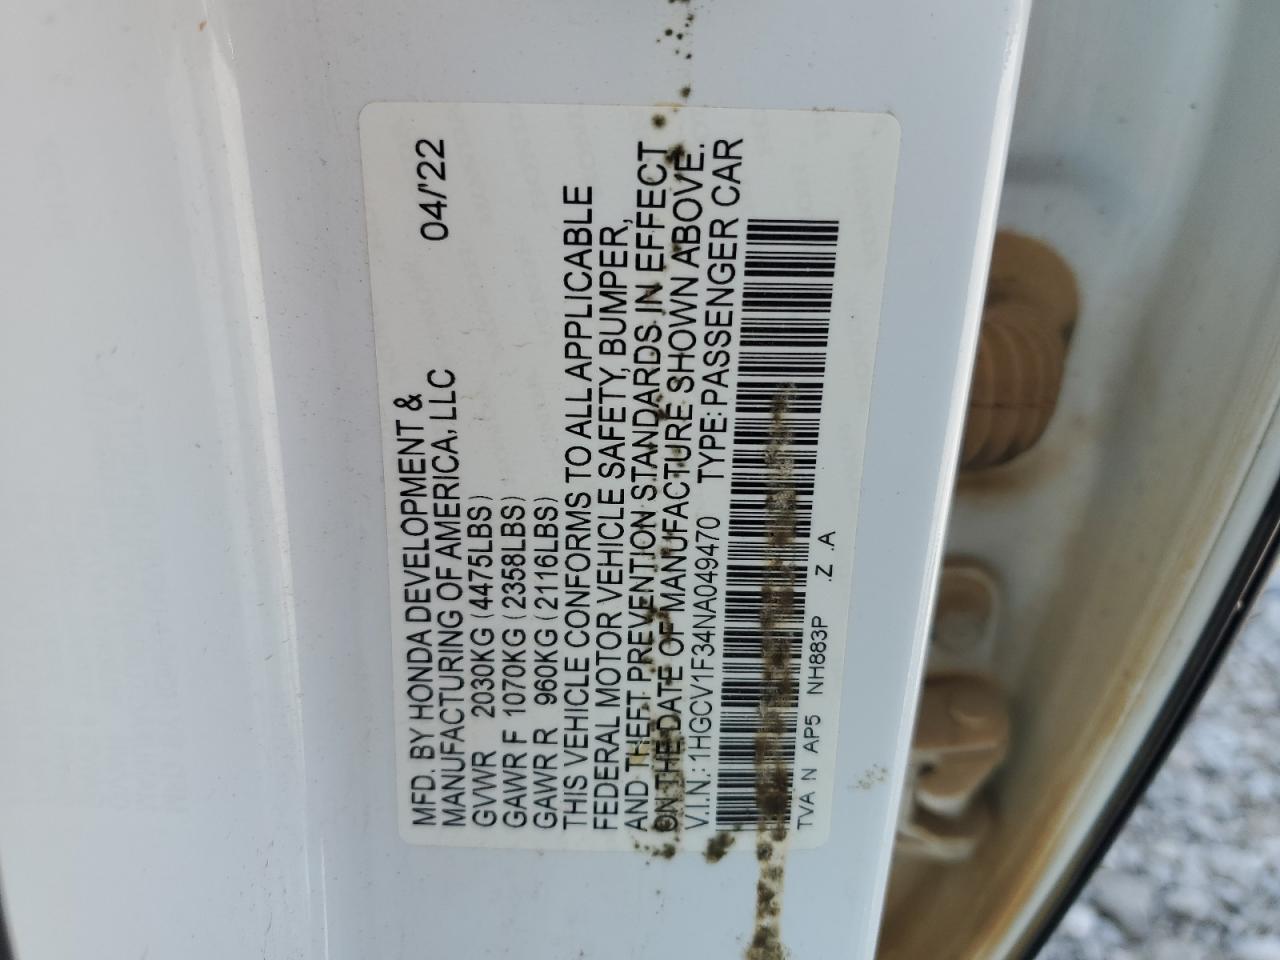 MFD. BY HONDA DEVELOPMENT & 04/'22
MANUFACTURING OF AMERICA, LLC
GVWR 2030KG (4475LBS)
GAWR F 1070KG (2358LBS)
GAWR R 960KG (2116LBS)
THIS VEHICLE CONFORMS TO ALL APPLICABLE
FEDERAL MOTOR VEHICLE SAFETY, BUMPER,
AND THEFT PREVENTION STANDARDS IN EFFECT
ON THE DATE OF MANUFACTURE SHOWN ABOVE.
V.I.N.: 1HGCV1F34NA049470 TYPE: PASSENGER CAR
TVA N AP5 NH883P .Z .A